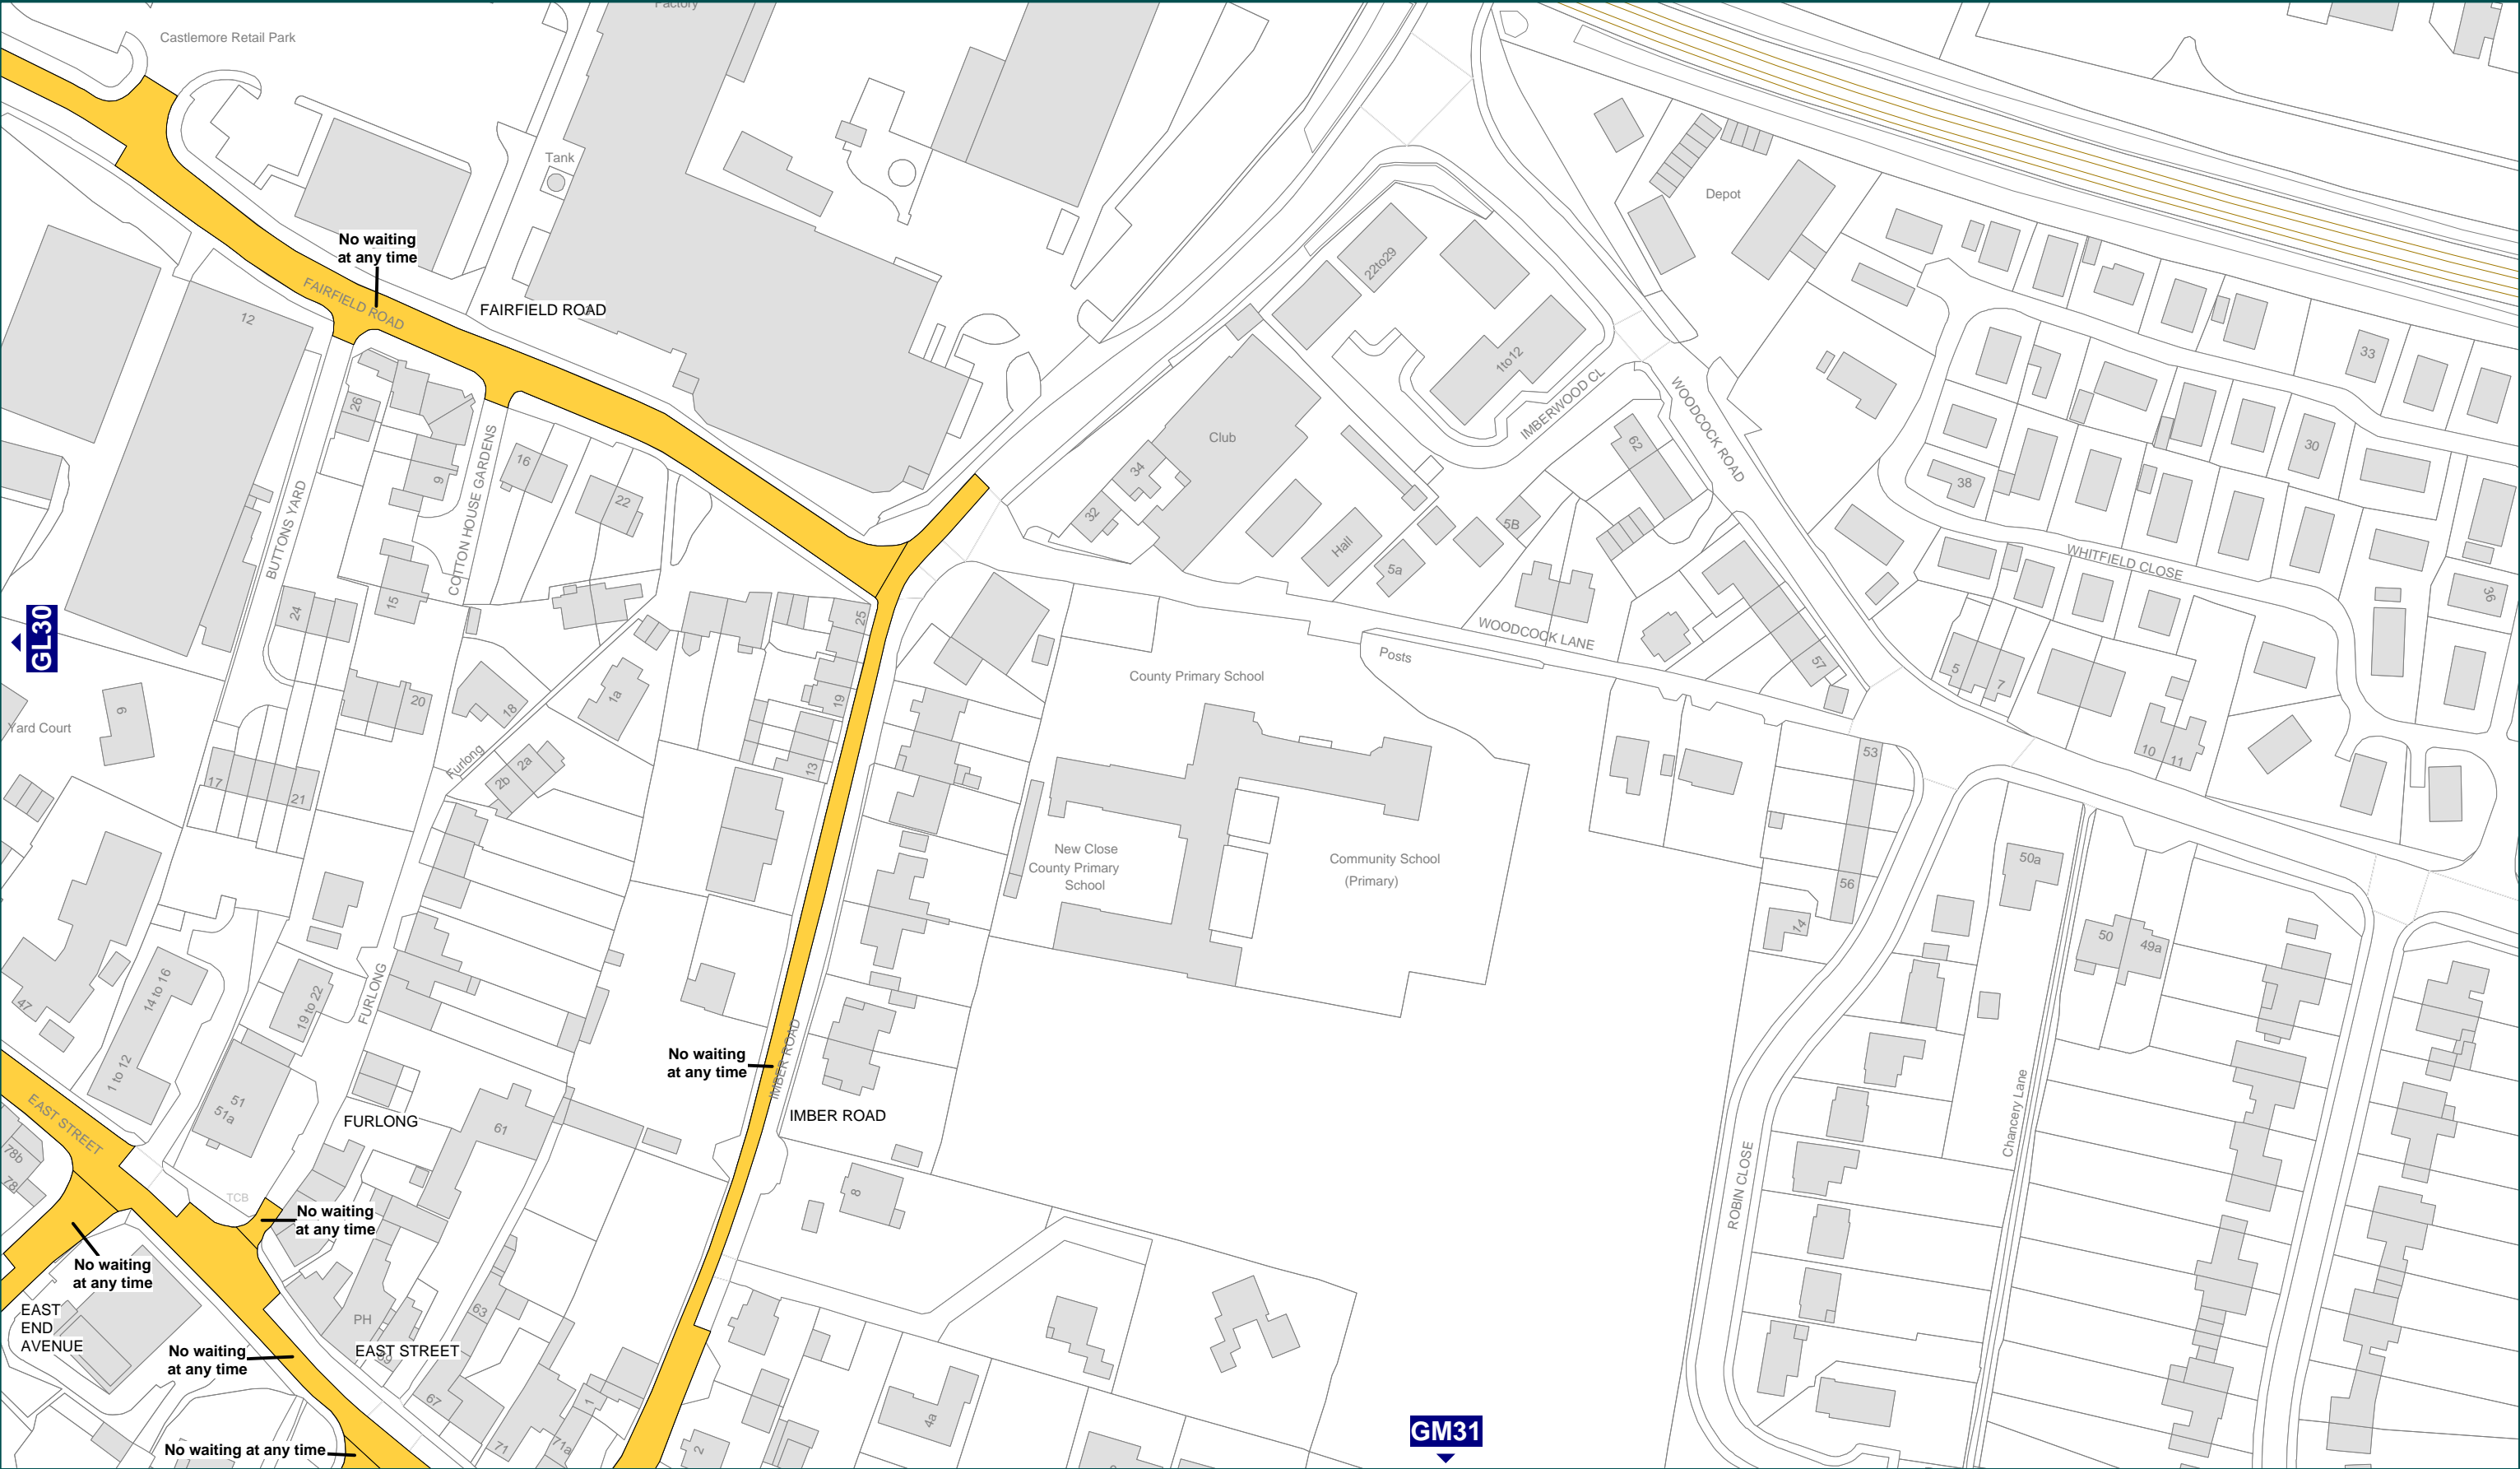 Factory
Castlemore Retail Park
Tank
Depot
No waiting
at any time
FAIRFIELD ROAD
FAIRFIELD ROAD
12
22to29
1to12
33
30
38
36
IMBERWOOD CL
WOODCOCK ROAD
Club
34
32
62
26
9
16
22
COTTON HOUSE GARDENS
BUTTONS YARD
Hall
5a
5B
WHITFIELD CLOSE
GL30
24
15
25
WOODCOCK LANE
Posts
57
5
7
County Primary School
1a
19
18
20
Yard Court
Furlong
2a
2b
13
17
21
53
10
11
New Close
County Primary
School
Community School
(Primary)
50a
56
14
50
49a
47
14 to 16
1 to 12
19 to 22
FURLONG
51
51a
No waiting
at any time
IMBER ROAD
IMBER ROAD
FURLONG
61
EAST STREET
78b
78
TCB
8
Chancery Lane
ROBIN CLOSE
No waiting
at any time
No waiting
at any time
EAST
END
AVENUE
PH
63
EAST STREET
No waiting
at any time
67
71
71a
1
2
4a
No waiting at any time
GM31